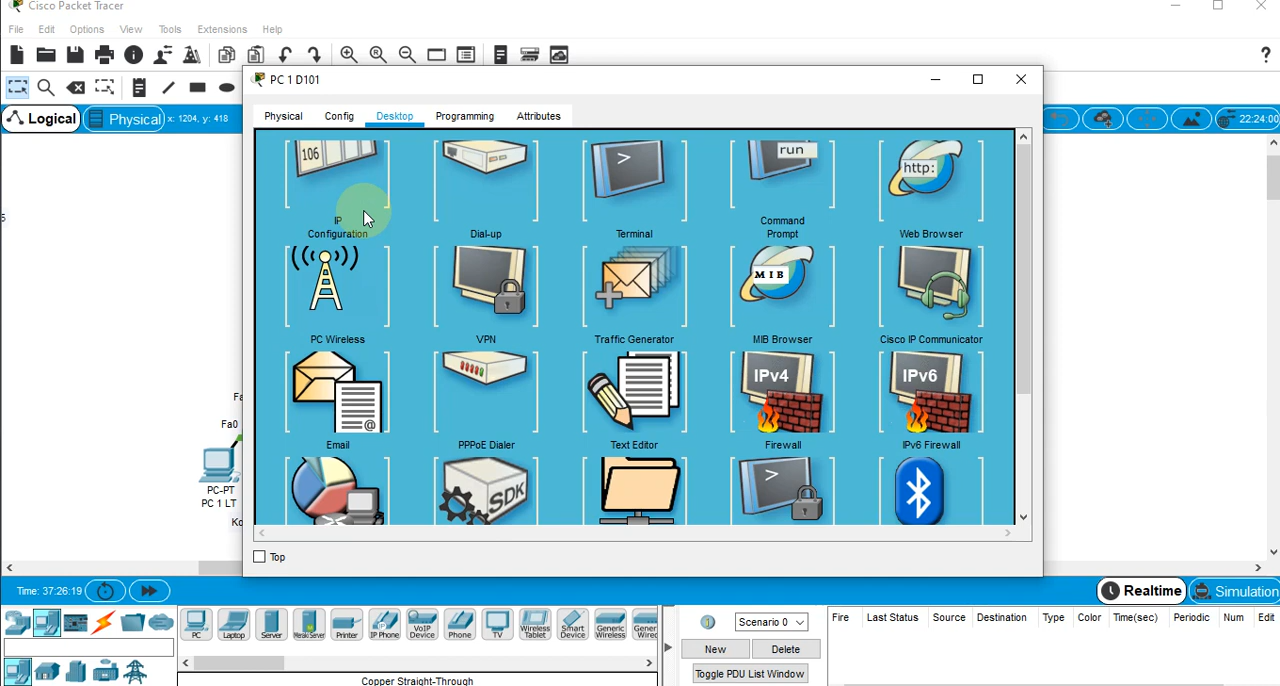 Cisco Packet Tracer
File Edit Options View Tools Extensions Help
PC 1 D101
Logical Physical x: 1204, y: 418
22:24:00
Physical Config Desktop Programming Attributes
106
run
http:
IP
Configuration
Dial-up
Terminal
Command
Prompt
Web Browser
MIB
PC Wireless
VPN
Traffic Generator
MIB Browser
Cisco IP Communicator
IPv4
IPv6
Email
PPPoE Dialer
Text Editor
Firewall
IPv6 Firewall
SDK
Top
Fa0
PC-PT
PC 1 LT
Time: 37:26:19
Realtime Simulation
PC Laptop Server Meraki Server Printer IP Phone VoIP Device Phone TV Wireless Tablet Smart Device Generic Wireless
Scenario 0
New Delete
Toggle PDU List Window
Fire Last Status Source Destination Type Color Time(sec) Periodic Num Edit
Copper Straight-Through